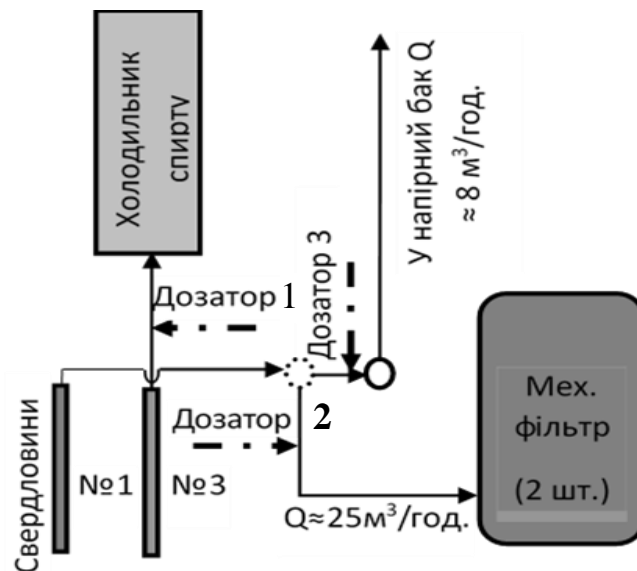 Холодильник
спирту
У напірний бак Q
≈ 8 м³/год.
Дозатор 1
Дозатор 3
Свердловини
№1
№3
Дозатор 2
Q≈25м³/год.
Мех.
фільтр
(2 шт.)